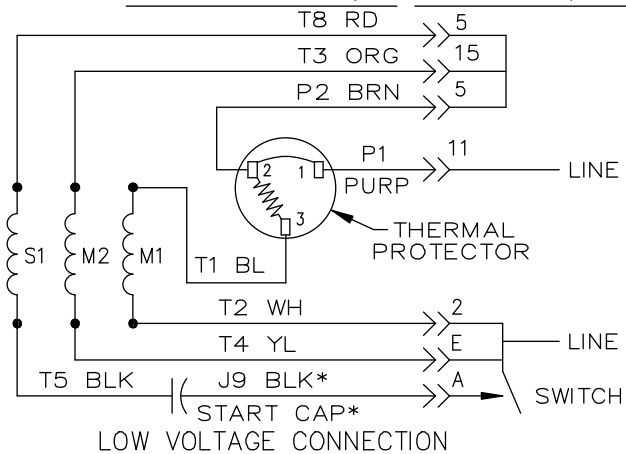 T8 RD 5
T3 ORG 15
P2 BRN 5
2 1 P1 11 LINE
PURP
3
THERMAL
PROTECTOR
S1 M2 M1
T1 BL
T2 WH 2
LINE
T4 YL E
T5 BLK J9 BLK* A
SWITCH
START CAP*
LOW VOLTAGE CONNECTION